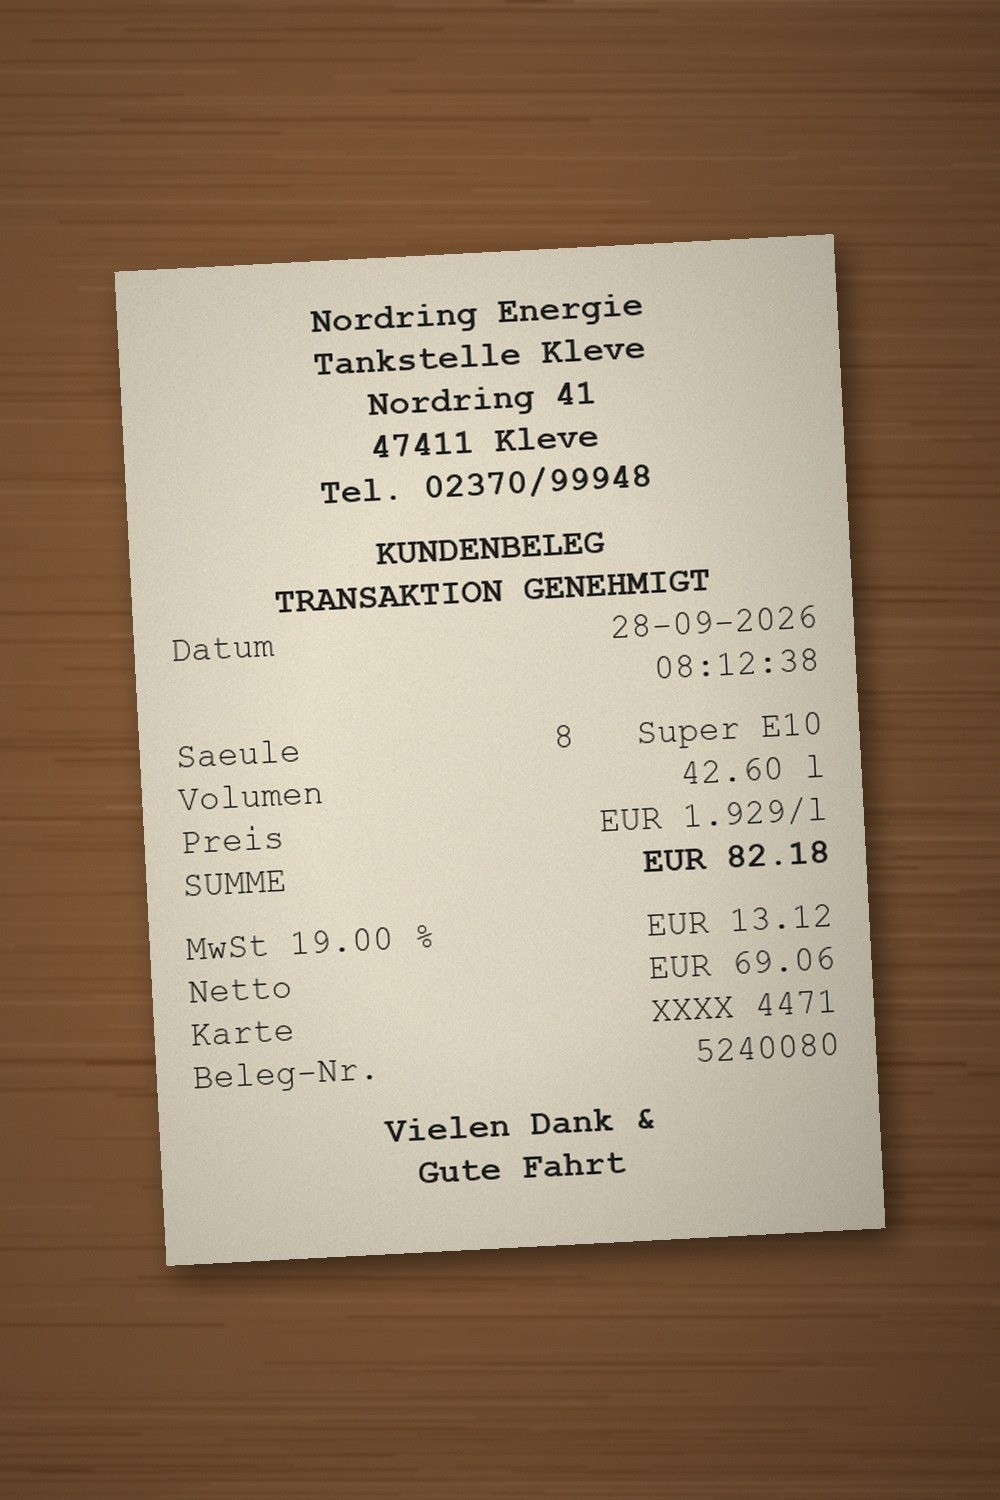 Nordring Energie
Tankstelle Kleve
Nordring 41
47411 Kleve
Tel. 02370/99948
KUNDENBELEG
TRANSAKTION GENEHMIGT
Datum 28-09-2026
08:12:38
Saeule 8 Super E10
Volumen 42.60 l
Preis EUR 1.929/l
SUMME EUR 82.18
MwSt 19.00 % EUR 13.12
Netto EUR 69.06
Karte XXXX 4471
Beleg-Nr. 5240080
Vielen Dank &
Gute Fahrt